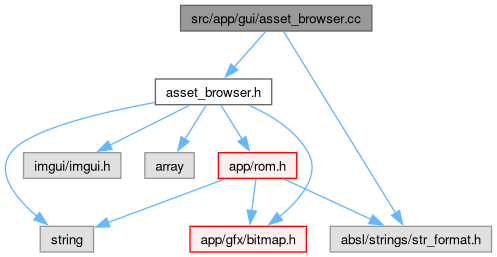 src/app/gui/asset_browser.cc
asset_browser.h
imgui/imgui.h
array
app/rom.h
string
app/gfx/bitmap.h
absl/strings/str_format.h